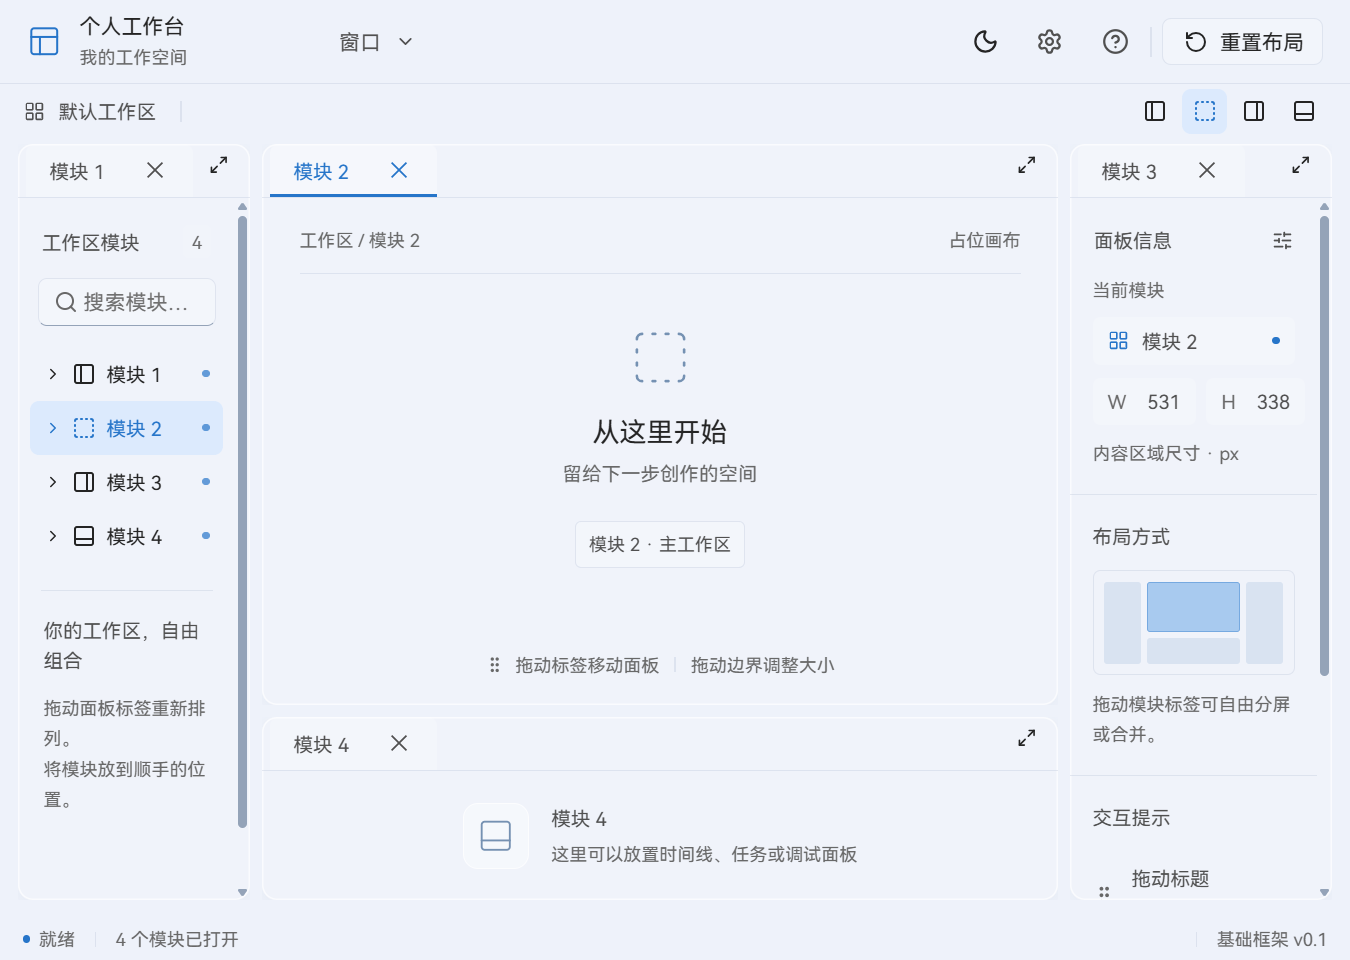 个人工作台
我的工作空间
窗口
重置布局
默认工作区
模块 1
工作区模块 4
搜索模块...
模块 1
模块 2
模块 3
模块 4
你的工作区，自由
组合
拖动面板标签重新排
列。
将模块放到顺手的位
置。
模块 2
工作区 / 模块 2 占位画布
从这里开始
留给下一步创作的空间
模块 2 · 主工作区
拖动标签移动面板 拖动边界调整大小
模块 4
模块 4
这里可以放置时间线、任务或调试面板
模块 3
面板信息
当前模块
模块 2
W 531 H 338
内容区域尺寸 · px
布局方式
拖动模块标签可自由分屏
或合并。
交互提示
拖动标题
就绪 4 个模块已打开 基础框架 v0.1